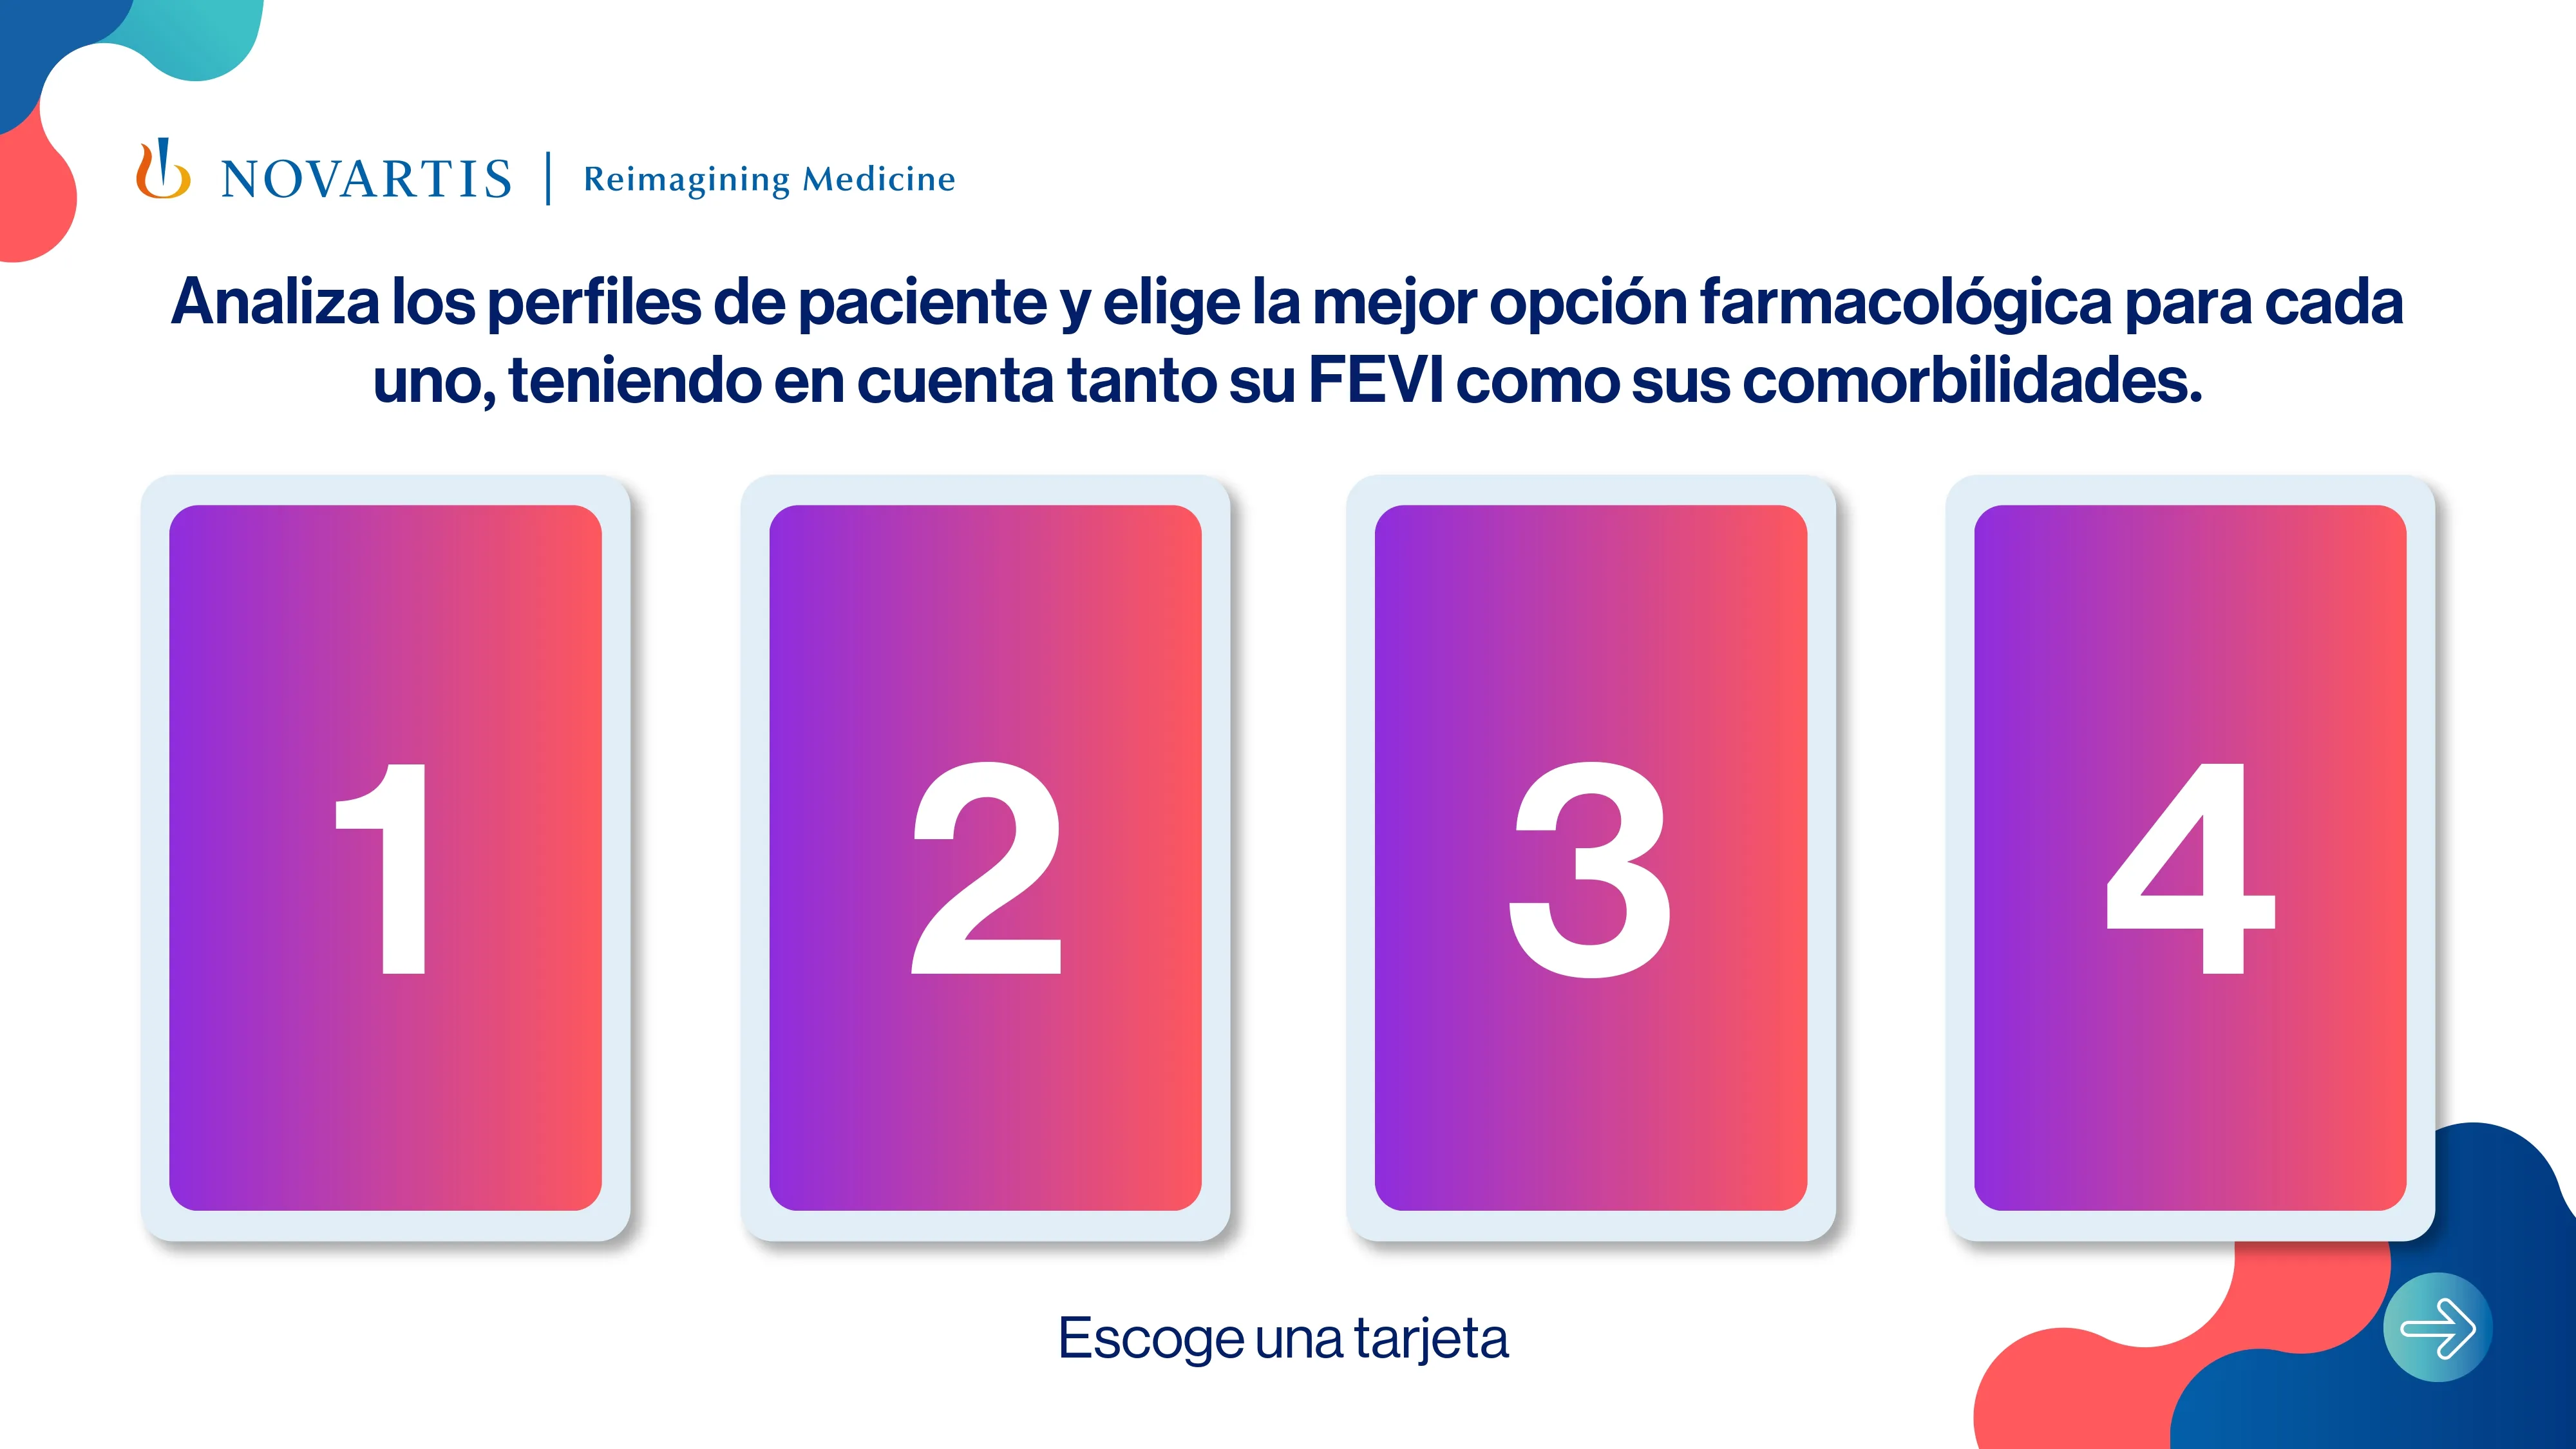 NOVARTIS | Reimagining Medicine
Analiza los perfiles de paciente y elige la mejor opción farmacológica para cada
uno, teniendo en cuenta tanto su FEVI como sus comorbilidades.
1 2 3 4
Escoge una tarjeta